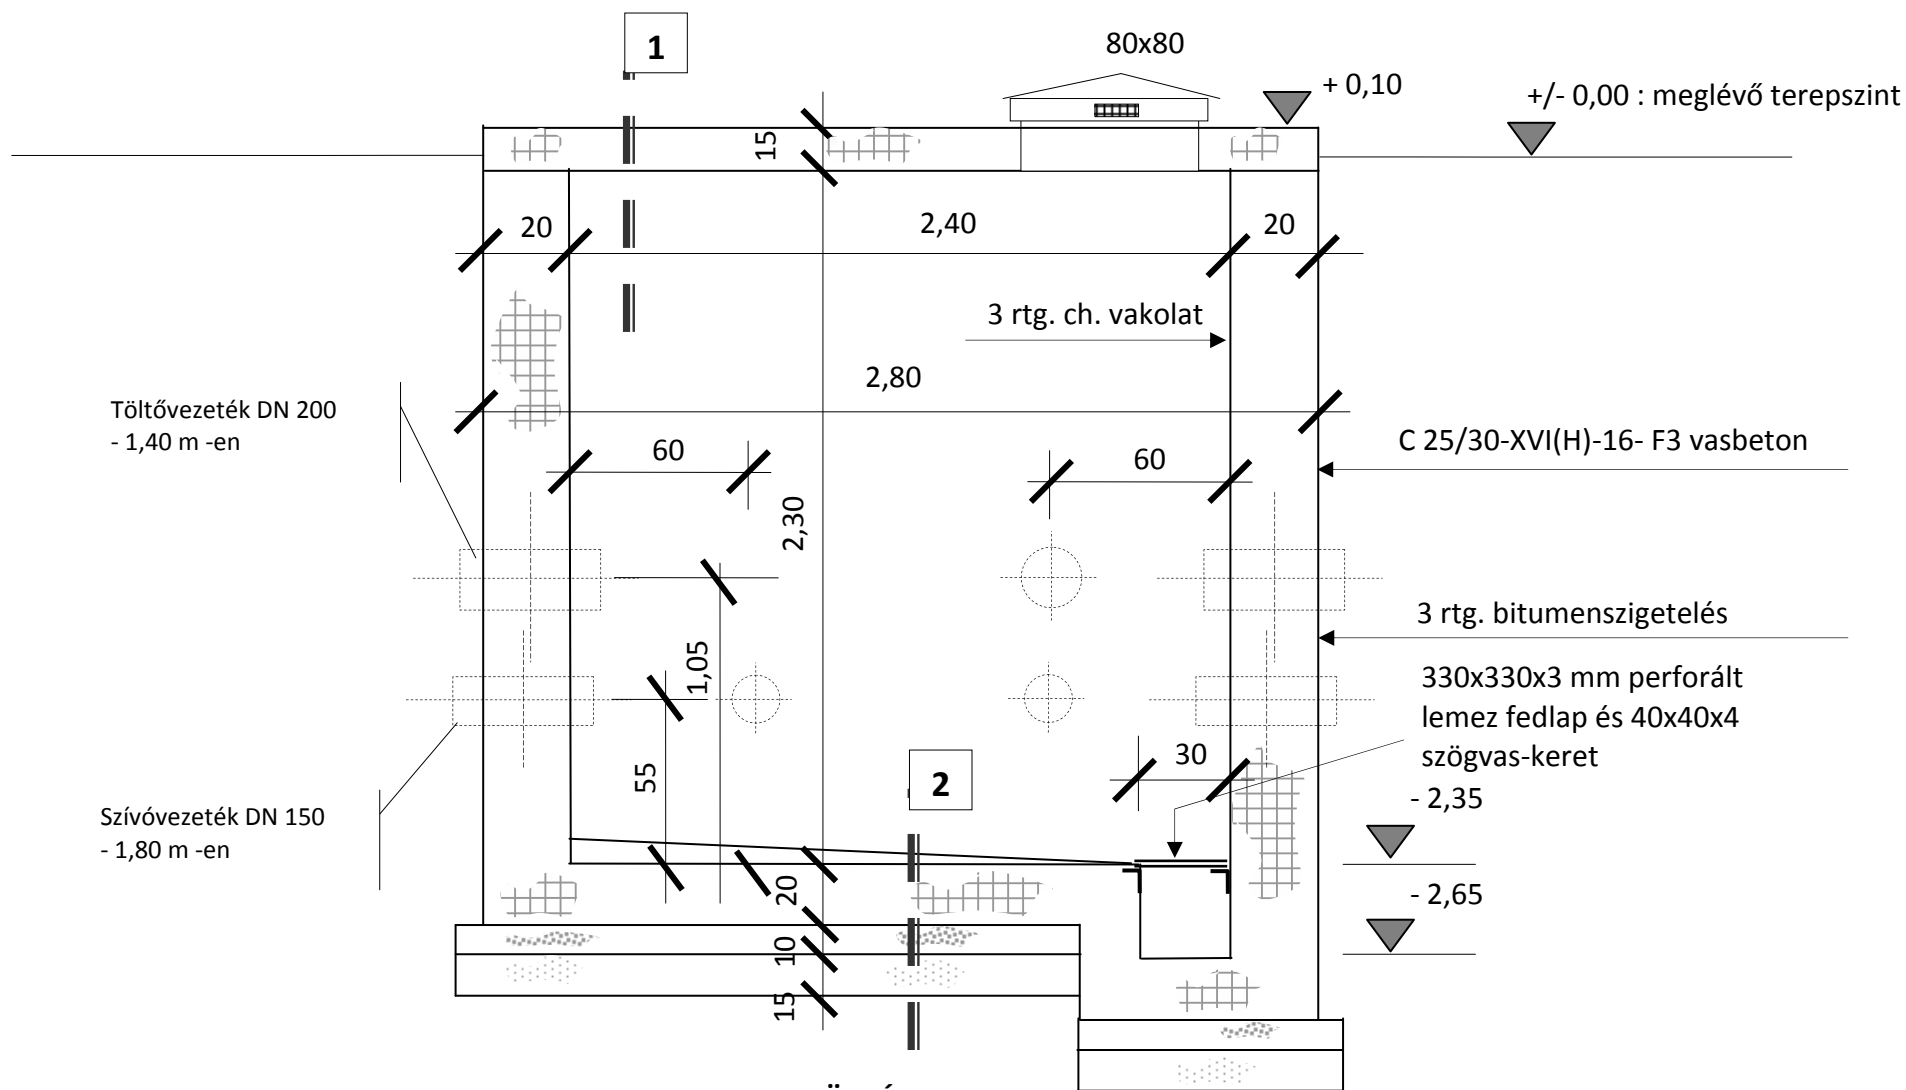 1
80x80
+ 0,10
+/- 0,00 : meglévő terepszint
15
20
2,40
20
3 rtg. ch. vakolat
2,80
Töltővezeték DN 200
- 1,40 m -en
60
60
C 25/30-XVI(H)-16- F3 vasbeton
2,30
3 rtg. bitumenszigetelés
1,05
330x330x3 mm perforált
lemez fedlap és 40x40x4
szögvas-keret
55
30
2
- 2,35
Szívóvezeték DN 150
- 1,80 m -en
20
- 2,65
10
15